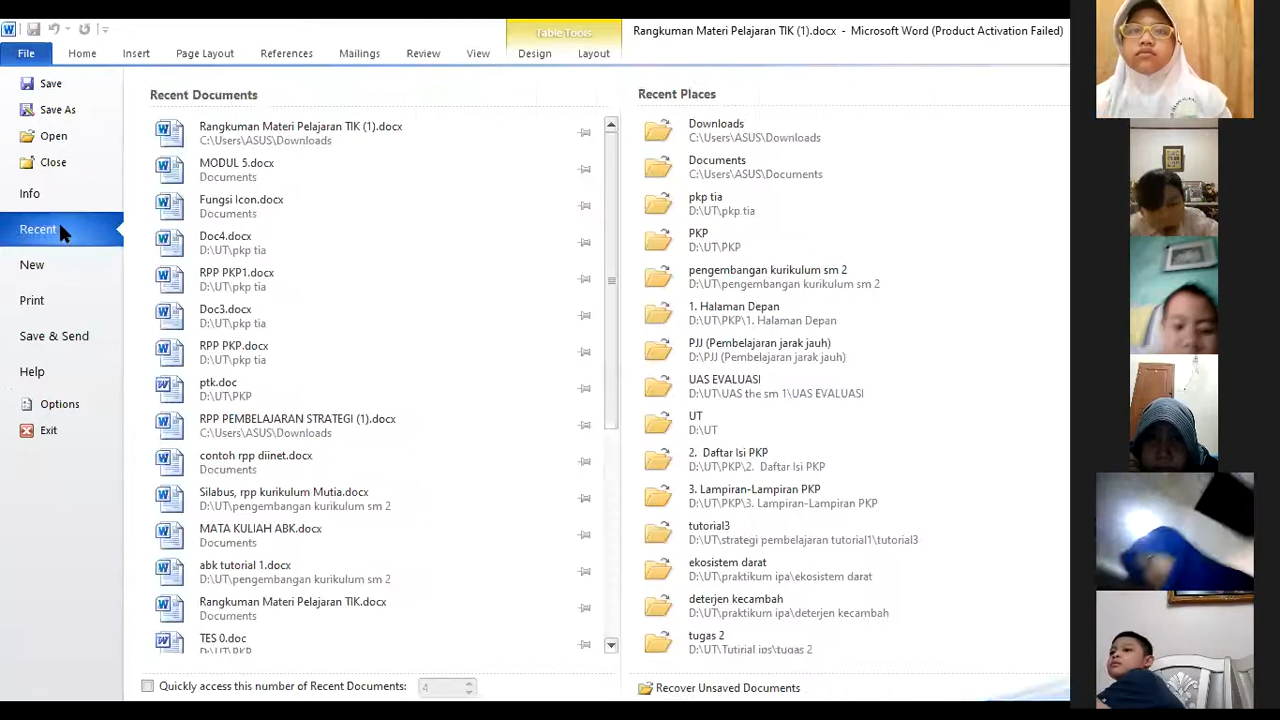 Table Tools
Rangkuman Materi Pelajaran TIK (1).docx - Microsoft Word (Product Activation Failed)
File Home Insert Page Layout References Mailings Review View Design Layout
Save
Save As
Open
Close
Info
Recent
New
Print
Save & Send
Help
Options
Exit
Recent Documents
Rangkuman Materi Pelajaran TIK (1).docx
C:\Users\ASUS\Downloads
MODUL 5.docx
Documents
Fungsi Icon.docx
Documents
Doc4.docx
D:\UT\pkp tia
RPP PKP1.docx
D:\UT\pkp tia
Doc3.docx
D:\UT\pkp tia
RPP PKP.docx
D:\UT\pkp tia
ptk.doc
D:\UT\PKP
RPP PEMBELAJARAN STRATEGI (1).docx
C:\Users\ASUS\Downloads
contoh rpp diinet.docx
Documents
Silabus, rpp kurikulum Mutia.docx
D:\UT\pengembangan kurikulum sm 2
MATA KULIAH ABK.docx
Documents
abk tutorial 1.docx
D:\UT\pengembangan kurikulum sm 2
Rangkuman Materi Pelajaran TIK.docx
Documents
TES 0.doc
D:\UT\PKP
Quickly access this number of Recent Documents: 4
Recent Places
Downloads
C:\Users\ASUS\Downloads
Documents
C:\Users\ASUS\Documents
pkp tia
D:\UT\pkp tia
PKP
D:\UT\PKP
pengembangan kurikulum sm 2
D:\UT\pengembangan kurikulum sm 2
1. Halaman Depan
D:\UT\PKP\1. Halaman Depan
PJJ (Pembelajaran jarak jauh)
D:\PJJ (Pembelajaran jarak jauh)
UAS EVALUASI
D:\UT\UAS the sm 1\UAS EVALUASI
UT
D:\UT
2. Daftar Isi PKP
D:\UT\PKP\2. Daftar Isi PKP
3. Lampiran-Lampiran PKP
D:\UT\PKP\3. Lampiran-Lampiran PKP
tutorial3
D:\UT\strategi pembelajaran tutorial1\tutorial3
ekosistem darat
D:\UT\praktikum ipa\ekosistem darat
deterjen kecambah
D:\UT\praktikum ipa\deterjen kecambah
tugas 2
D:\UT\Tutirial ips\tugas 2
Recover Unsaved Documents